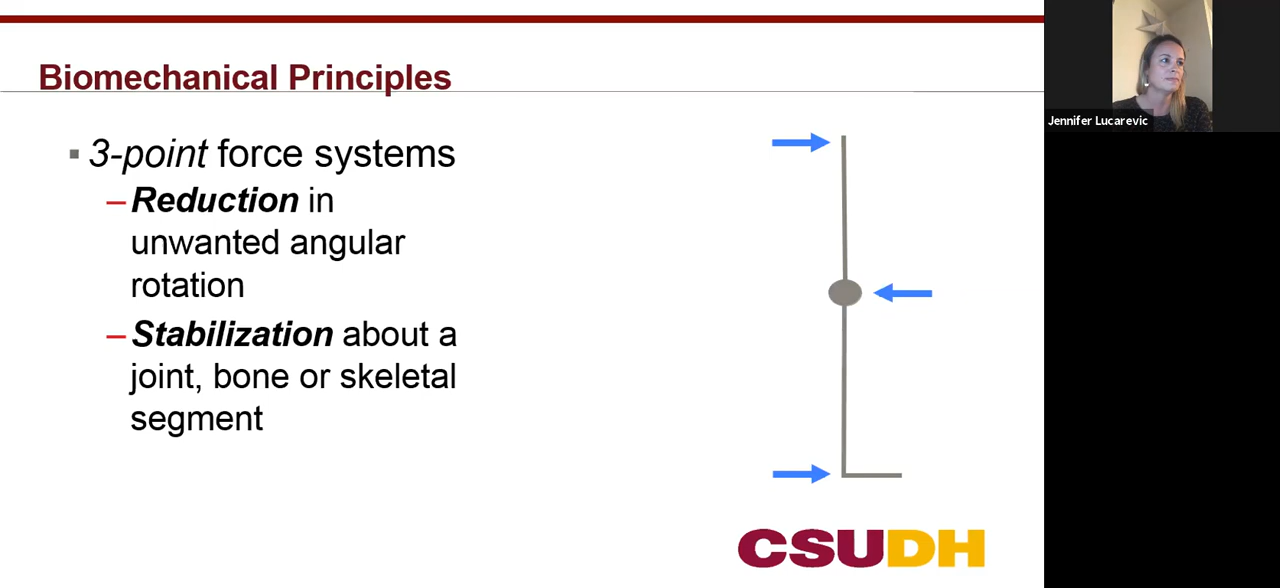 Biomechanical Principles
▪ 3-point force systems
– Reduction in
unwanted angular
rotation
– Stabilization about a
joint, bone or skeletal
segment
CSUDH
Jennifer Lucarevic